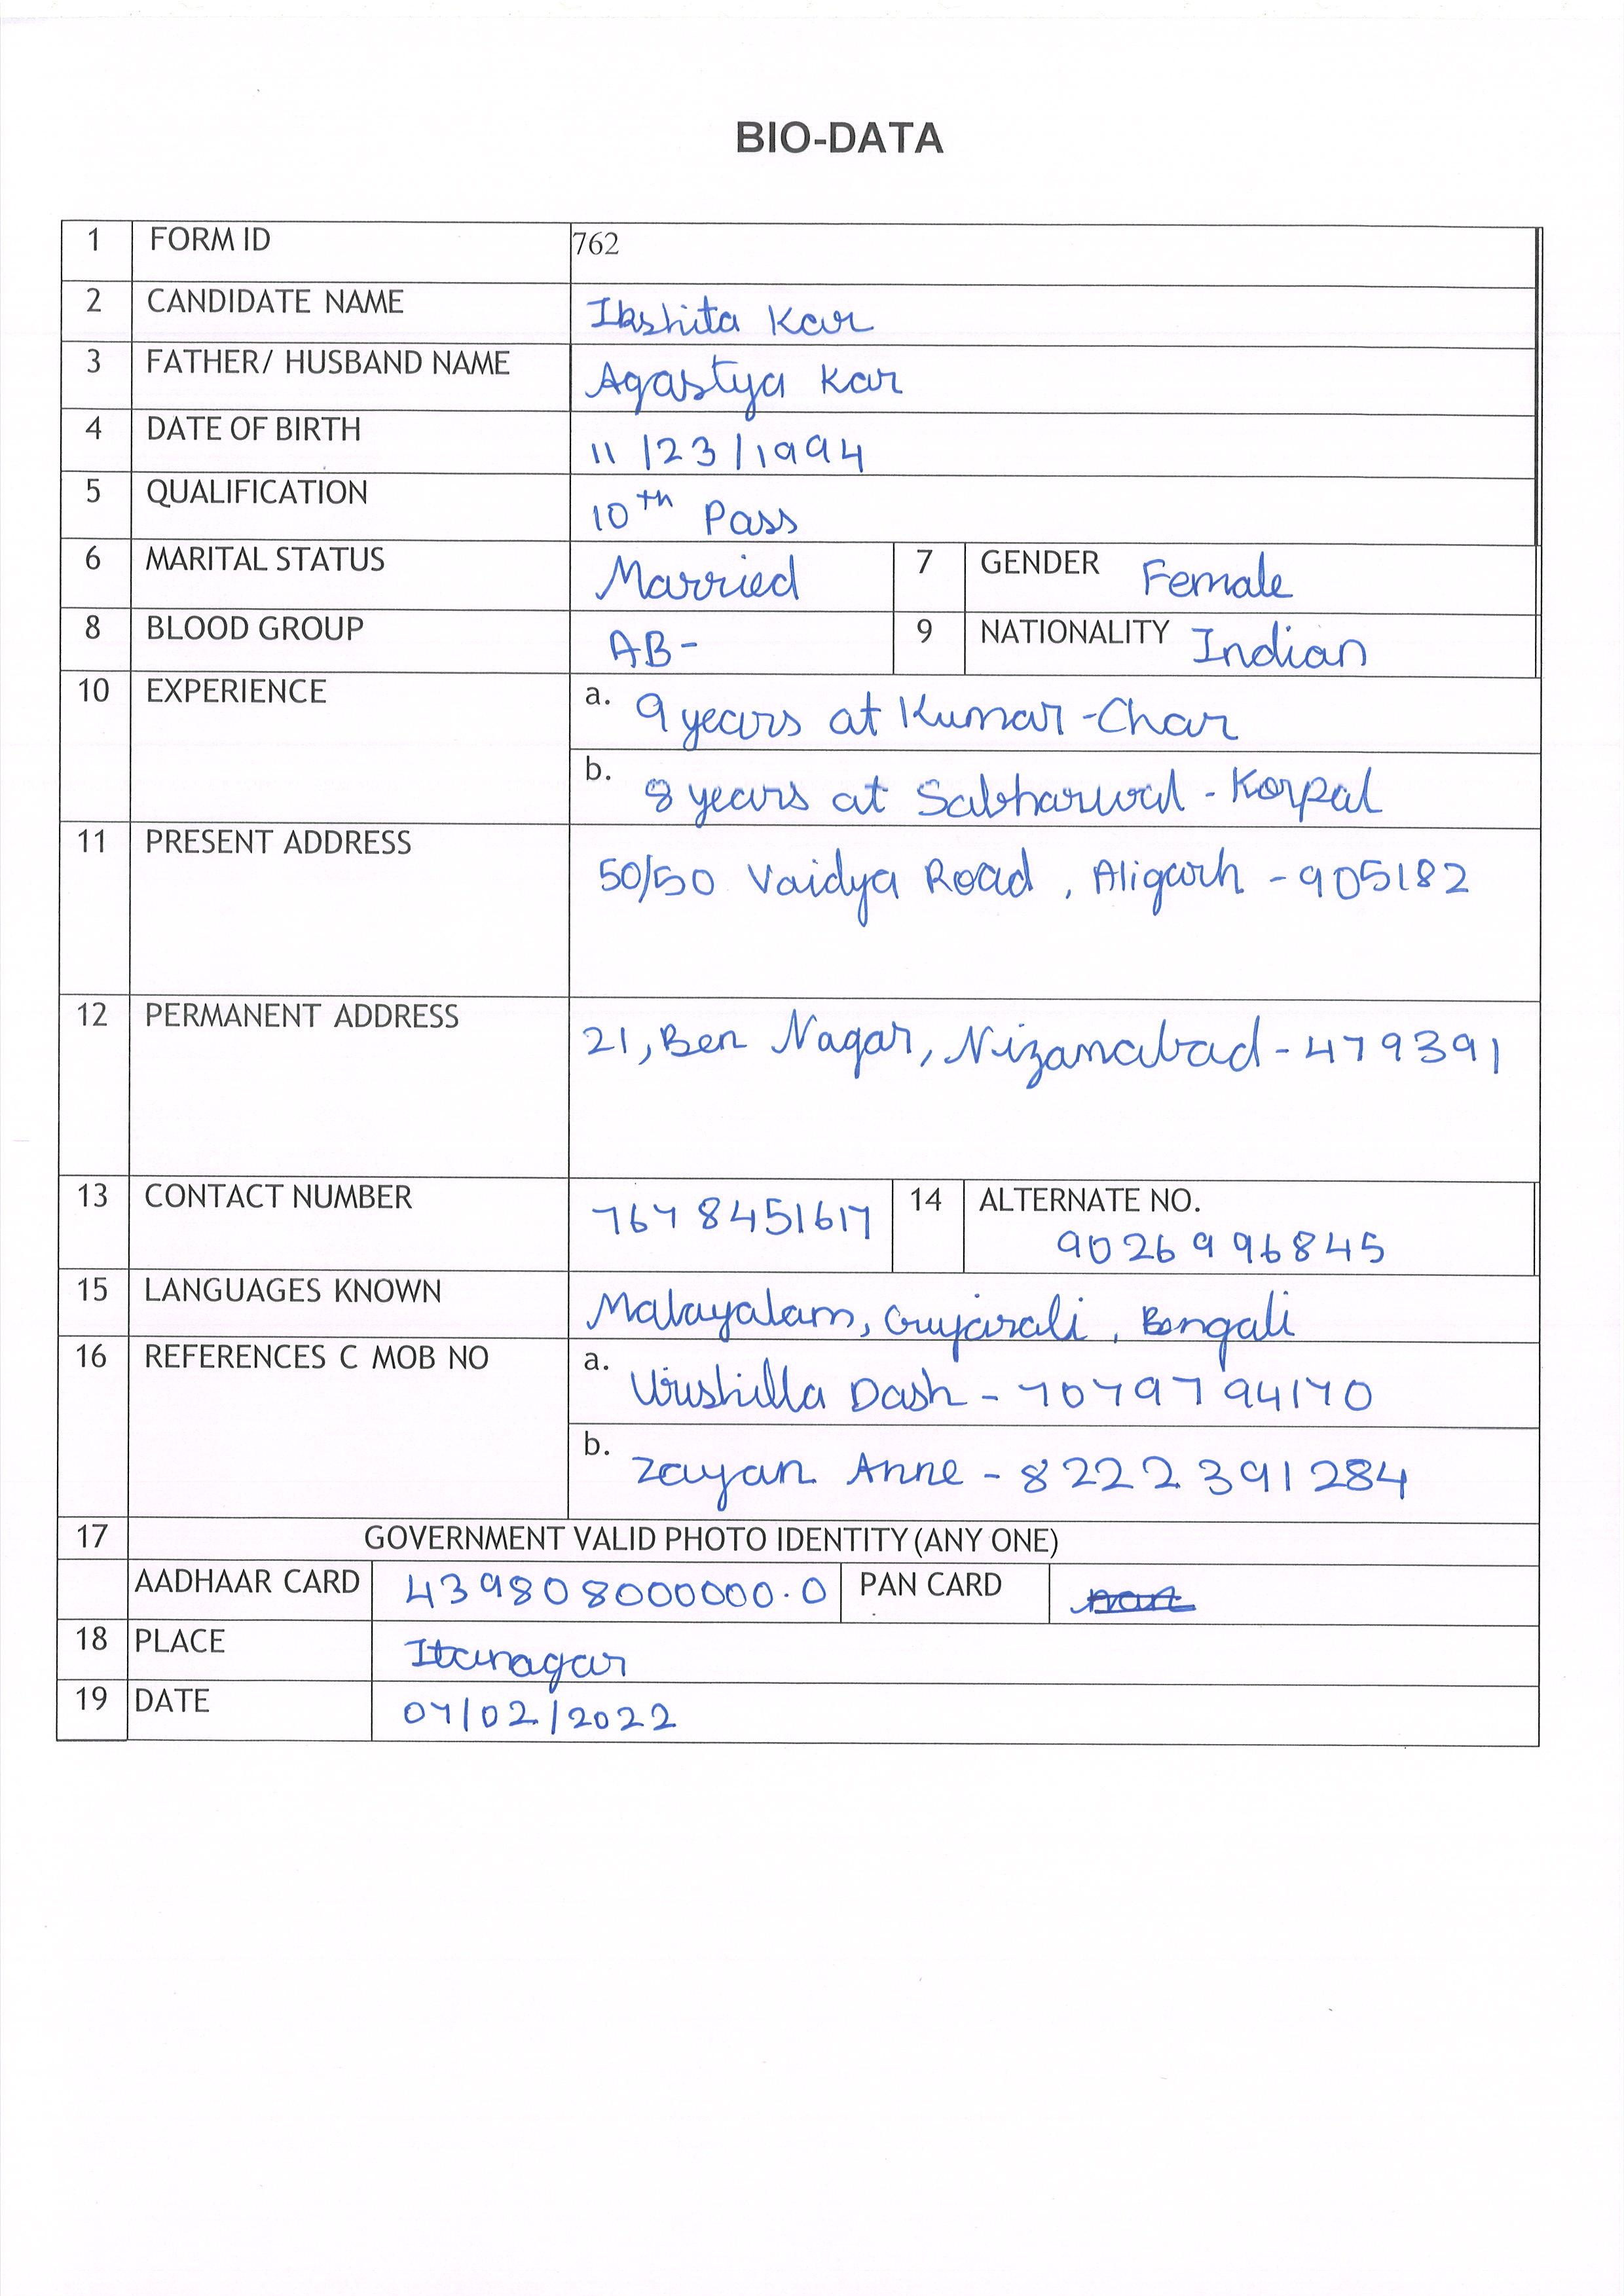 BIO-DATA
1 FORM ID 762
2 CANDIDATE NAME Ikshita Kar
3 FATHER/ HUSBAND NAME Agastya Kar
4 DATE OF BIRTH 11/23/1994
5 QUALIFICATION 10th Pass
6 MARITAL STATUS Married 7 GENDER Female
8 BLOOD GROUP AB- 9 NATIONALITY Indian
10 EXPERIENCE a. 9 years at Kumar-Char
b. 8 years at Sabharwal-Korpal
11 PRESENT ADDRESS 50/50 Vaidya Road, Aligarh - 905182
12 PERMANENT ADDRESS 21, Ben Nagar, Nizamabad - 479391
13 CONTACT NUMBER 7678451617 14 ALTERNATE NO.
9026996845
15 LANGUAGES KNOWN Malayalam, Gujarali, Bengali
16 REFERENCES C MOB NO a. Urishilla Dash - 7079794170
b. Zayan Anne - 8222391284
17 GOVERNMENT VALID PHOTO IDENTITY (ANY ONE)
AADHAAR CARD 439808000000.0 PAN CARD
18 PLACE Itanagar
19 DATE 07/02/2022